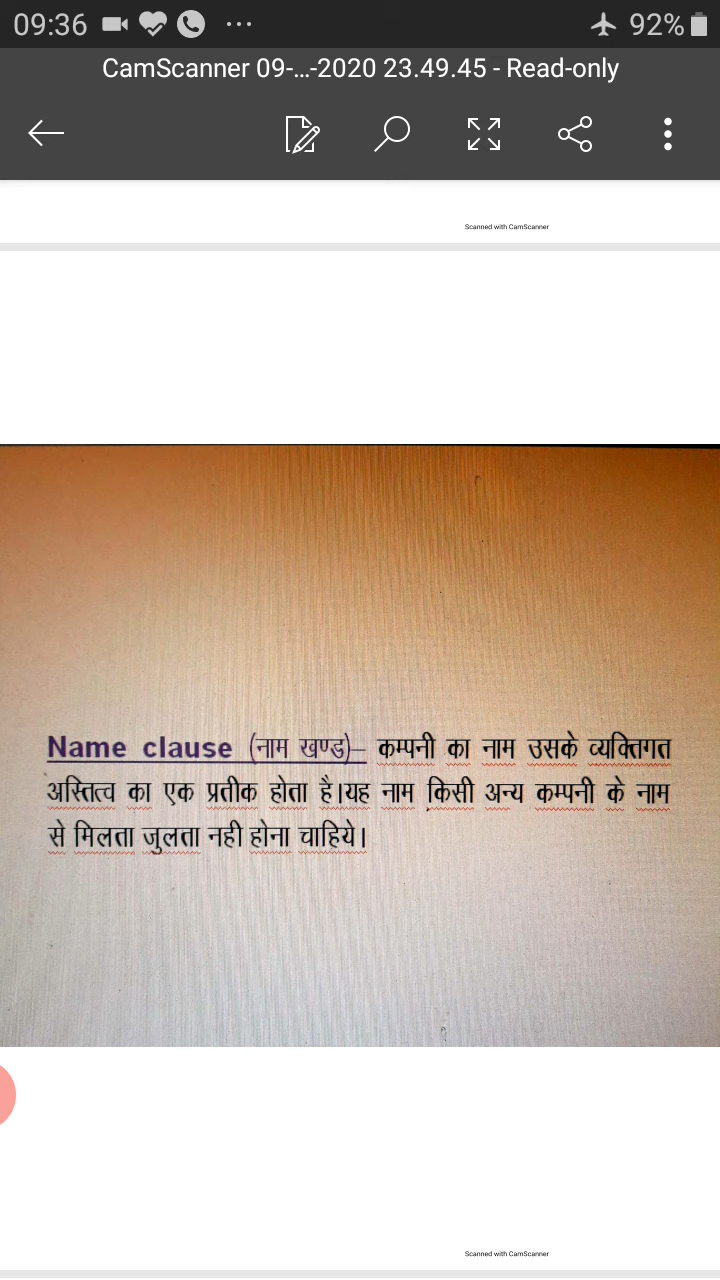 09:36 ... 92%
CamScanner 09-...-2020 23.49.45 - Read-only
Scanned with CamScanner
Name clause (नाम खण्ड)– कम्पनी का नाम उसके व्यक्तिगत
अस्तित्व का एक प्रतीक होता है।यह नाम किसी अन्य कम्पनी के नाम
से मिलता जुलता नही होना चाहिये।
Scanned with CamScanner